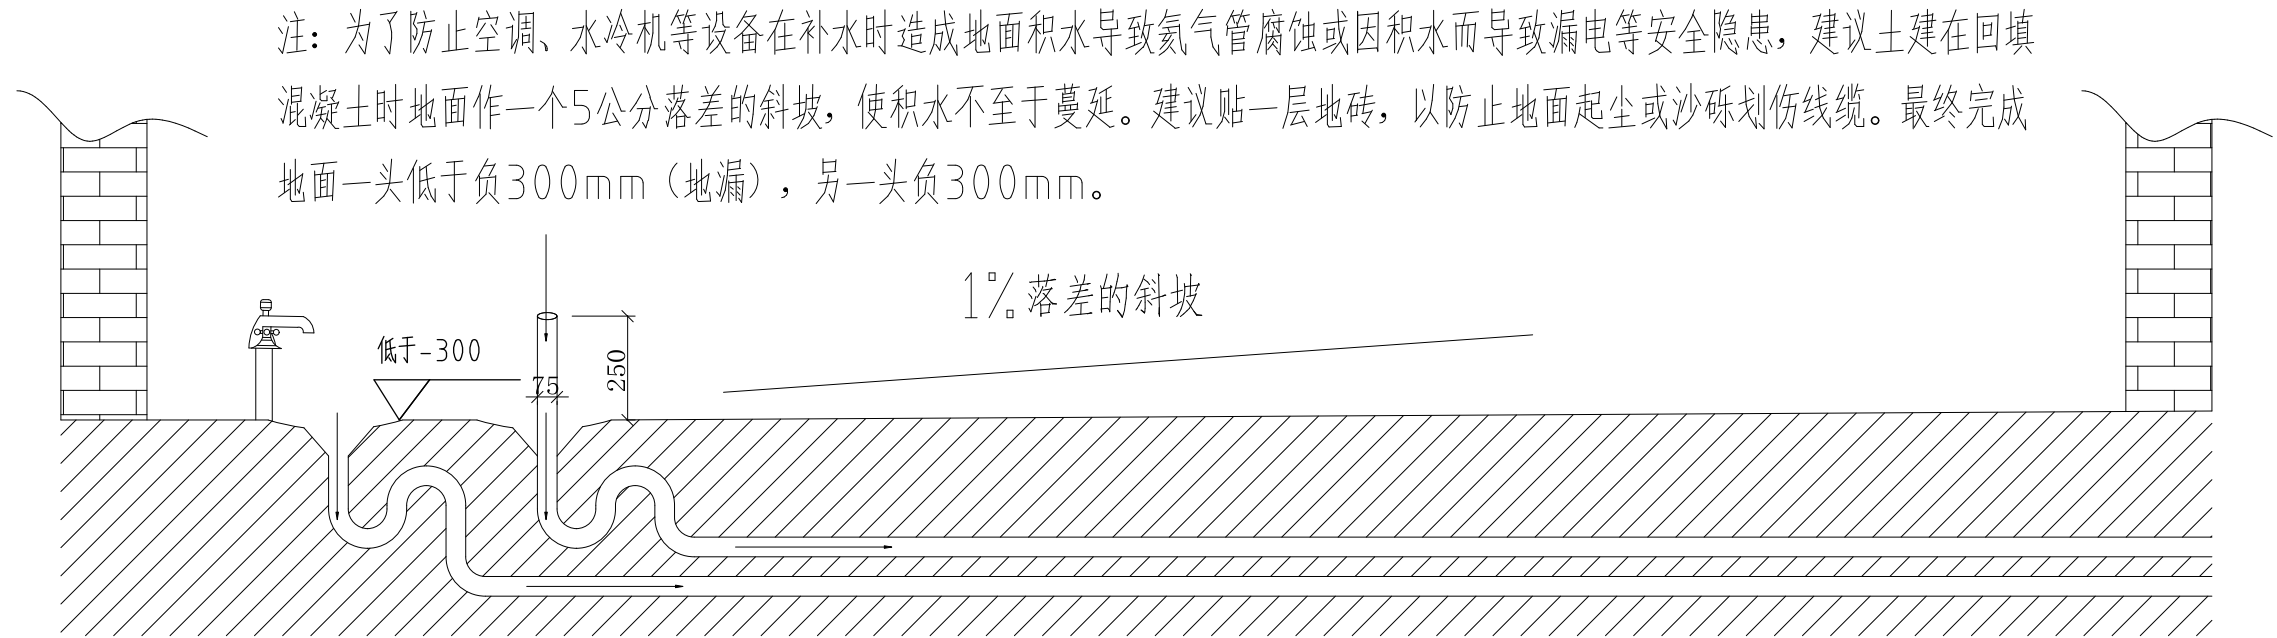 注：为了防止空调、水冷机等设备在补水时造成地面积水导致氦气管腐蚀或因积水而导致漏电等安全隐患，建议土建在回填
混凝土时地面作一个5公分落差的斜坡，使积水不至于蔓延。建议贴一层地砖，以防止地面起尘或沙砾划伤线缆。最终完成
地面一头低于负300mm（地漏），另一头负300mm。
1%落差的斜坡
低于-300
75
250